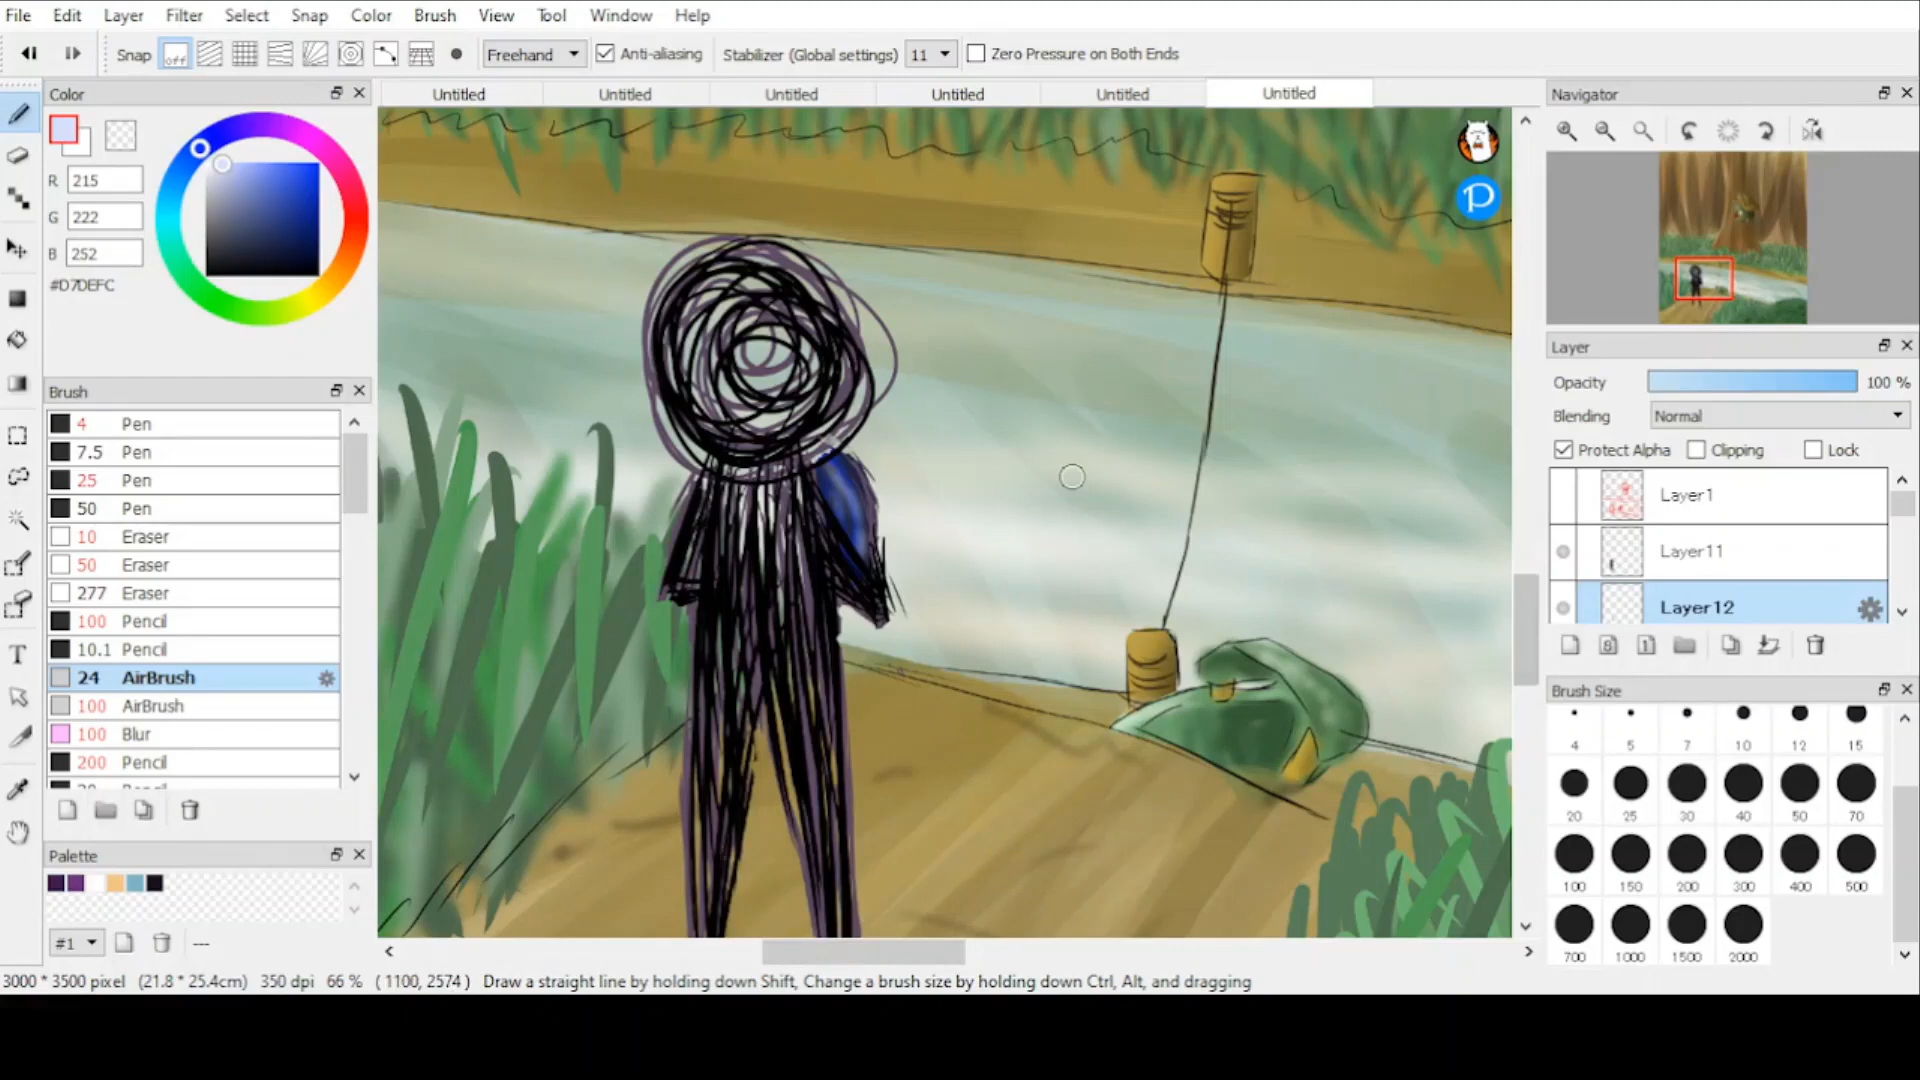 File Edit Layer Filter Select Snap Color Brush View Tool Window Help
Snap off Freehand Anti-aliasing Stabilizer (Global settings) 11 Zero Pressure on Both Ends
Color
R 215
G 222
B 252
#D7DEFC
Brush
4 Pen
7.5 Pen
25 Pen
50 Pen
10 Eraser
50 Eraser
277 Eraser
100 Pencil
10.1 Pencil
24 AirBrush
100 AirBrush
100 Blur
200 Pencil
Palette
#1 ---
Untitled Untitled Untitled Untitled Untitled Untitled
P
Navigator
Layer
Opacity 100 %
Blending Normal
Protect Alpha Clipping Lock
Layer1
Layer11
Layer12
8 1
Brush Size
4 5 7 10 12 15
20 25 30 40 50 70
100 150 200 300 400 500
700 1000 1500 2000
T
3000 * 3500 pixel (21.8 * 25.4cm) 350 dpi 66 % ( 1100, 2574 ) Draw a straight line by holding down Shift, Change a brush size by holding down Ctrl, Alt, and dragging